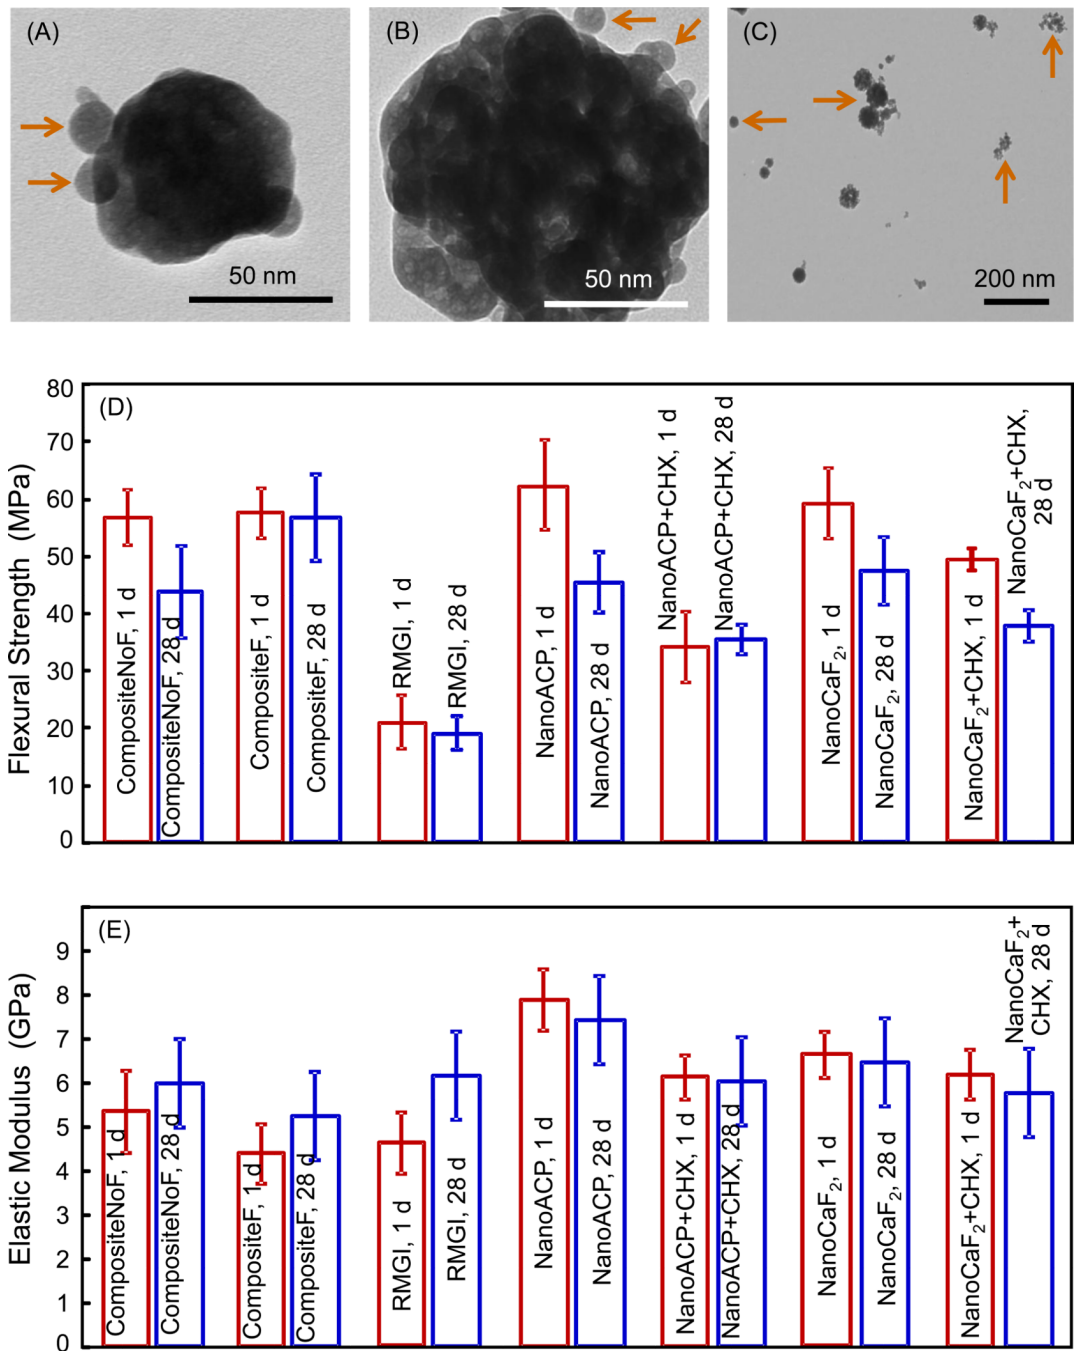 (A)
50 nm
(B)
50 nm
(C)
200 nm
(D)
Flexural Strength (MPa)
80
70
60
50
40
30
20
10
0
CompositeNoF, 1 d
CompositeNoF, 28 d
CompositeF, 1 d
CompositeF, 28 d
RMGI, 1 d
RMGI, 28 d
NanoACP, 1 d
NanoACP, 28 d
NanoACP+CHX, 1 d
NanoACP+CHX, 28 d
NanoCaF₂, 1 d
NanoCaF₂, 28 d
NanoCaF₂+CHX, 1 d
NanoCaF₂+CHX,
28 d
(E)
Elastic Modulus (GPa)
9
8
7
6
5
4
3
2
1
0
CompositeNoF, 1 d
CompositeNoF, 28 d
CompositeF, 1 d
CompositeF, 28 d
RMGI, 1 d
RMGI, 28 d
NanoACP, 1 d
NanoACP, 28 d
NanoACP+CHX, 1 d
NanoACP+CHX, 28 d
NanoCaF₂, 1 d
NanoCaF₂, 28 d
NanoCaF₂+CHX, 1 d
NanoCaF₂+
CHX, 28 d